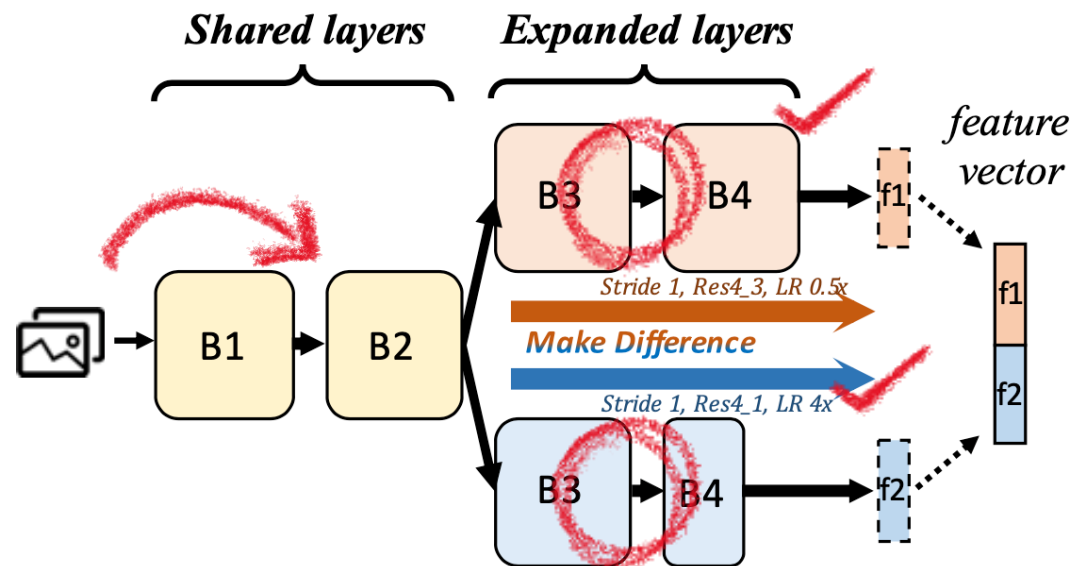 Shared layers
Expanded layers
feature
vector
B3
B4
f1
Stride 1, Res4_3, LR 0.5x
f1
B1
B2
Make Difference
f2
Stride 1, Res4_1, LR 4x
B3
B4
f2